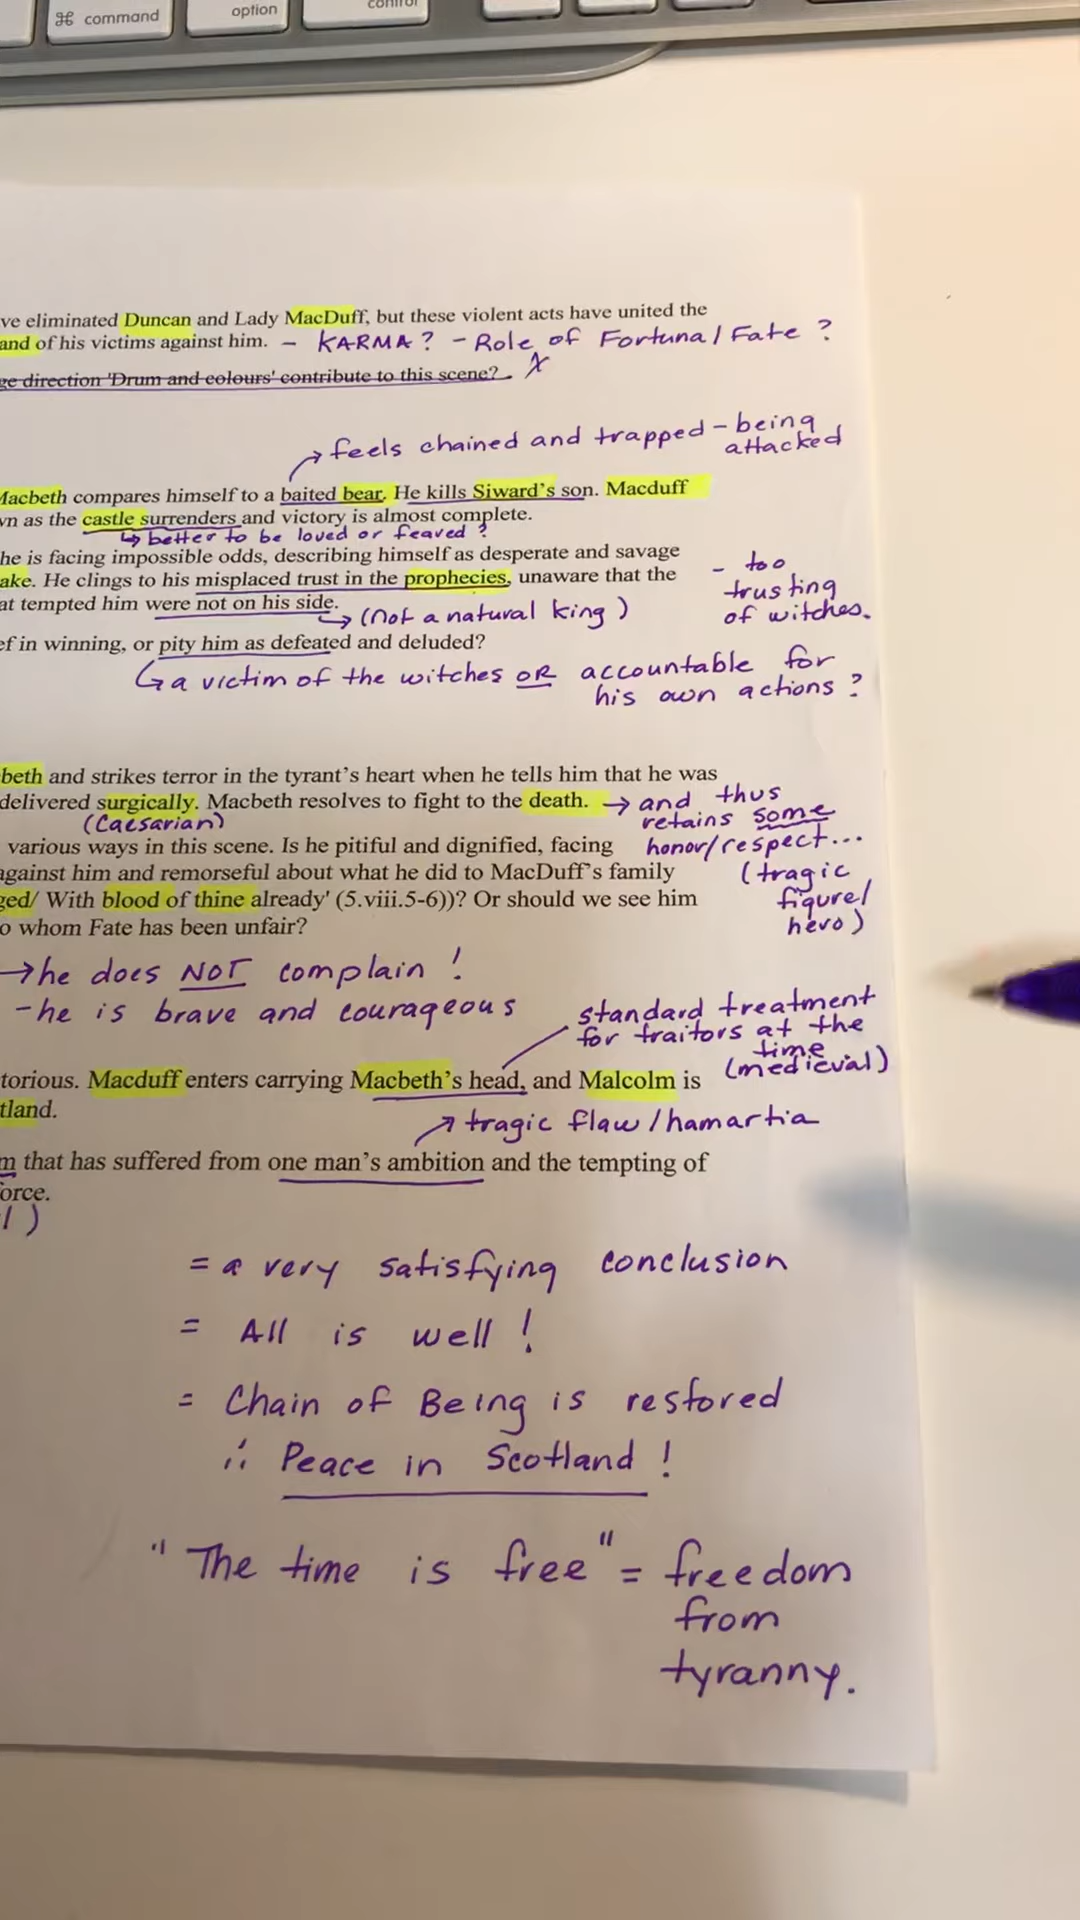 ⌘ command
option
control
ve eliminated Duncan and Lady MacDuff, but these violent acts have united the
and of his victims against him. – KARMA? – Role of Fortuna/Fate?
ge direction 'Drum and colours' contribute to this scene? X
→ feels chained and trapped – being
attacked
Macbeth compares himself to a baited bear. He kills Siward's son. Macduff
wn as the castle surrenders and victory is almost complete.
↳ better to be loved or feared?
he is facing impossible odds, describing himself as desperate and savage
ake. He clings to his misplaced trust in the prophecies, unaware that the
at tempted him were not on his side.
→ (not a natural king)
– too
trusting
of witches.
ef in winning, or pity him as defeated and deluded?
↳ a victim of the witches OR accountable for
his own actions?
beth and strikes terror in the tyrant's heart when he tells him that he was
delivered surgically. Macbeth resolves to fight to the death. → and thus
(Caesarian)
retains some
various ways in this scene. Is he pitiful and dignified, facing honor/respect...
against him and remorseful about what he did to MacDuff's family
(tragic
ged/ With blood of thine already' (5.viii.5-6))? Or should we see him
figure/
o whom Fate has been unfair?
hero)
→ he does NOT complain!
- he is brave and courageous
standard treatment
for traitors at the
time.
(medieval)
torious. Macduff enters carrying Macbeth's head, and Malcolm is
tland.
↗ tragic flaw/hamartia
m that has suffered from one man's ambition and the tempting of
orce.
= a very satisfying conclusion
= All is well!
= Chain of Being is restored
∴ Peace in Scotland!
"The time is free" = freedom
from
tyranny.